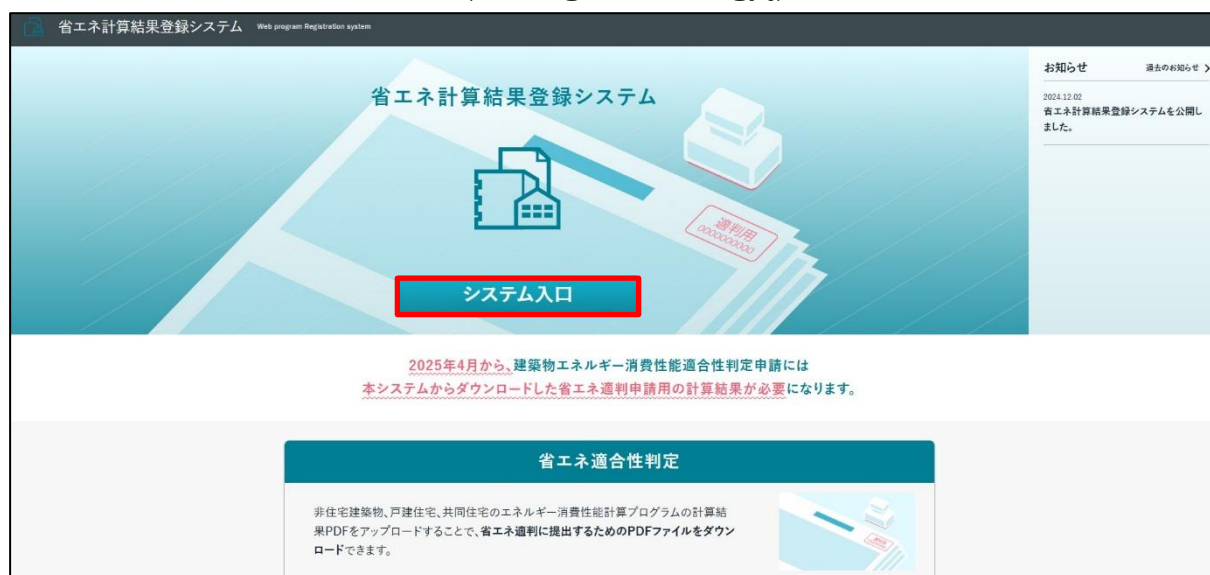 省エネ計算結果登録システム Web program Registration system
省エネ計算結果登録システム
適判用
0000000000
システム入口
お知らせ 過去のお知らせ
2024.12.02
省エネ計算結果登録システムを公開し
ました。
2025年4月から、建築物エネルギー消費性能適合性判定申請には
本システムからダウンロードした省エネ適判申請用の計算結果が必要になります。
省エネ適合性判定
非住宅建築物、戸建住宅、共同住宅のエネルギー消費性能計算プログラムの計算結
果PDFをアップロードすることで、省エネ適判に提出するためのPDFファイルをダウン
ロードできます。